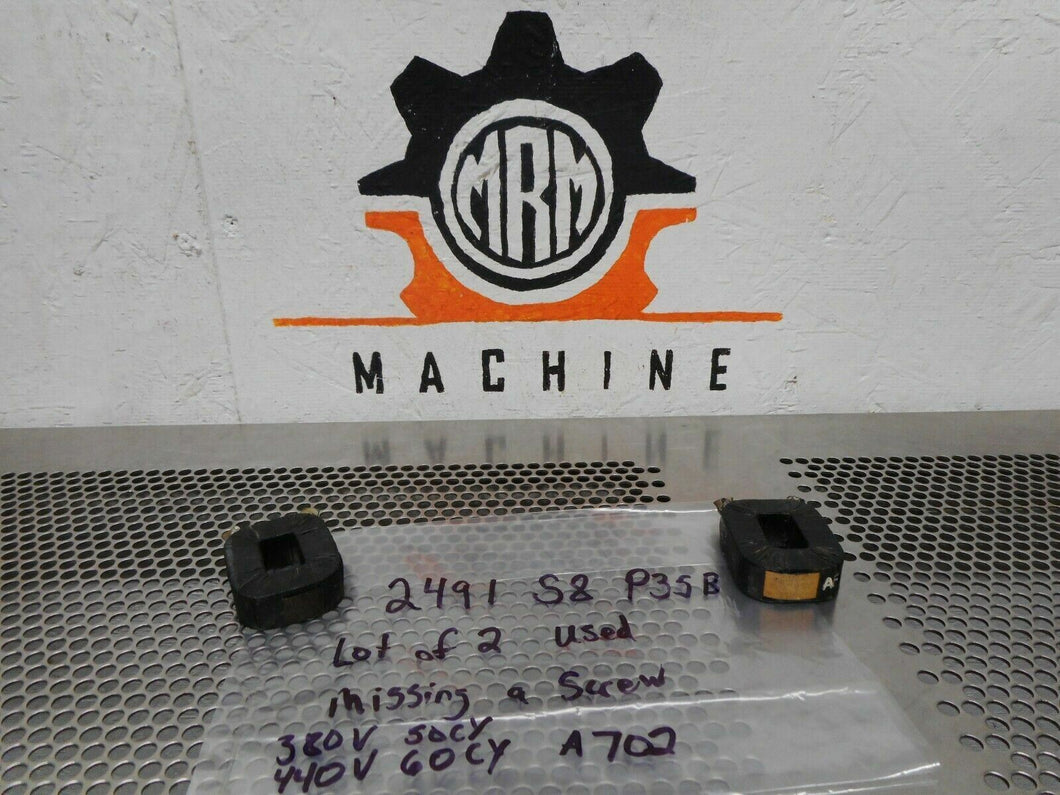 MRM
MACHINE
2491 S8 P35B
Lot of 2 used
missing a Screw
380V 50CY
440V 60CY A702
A